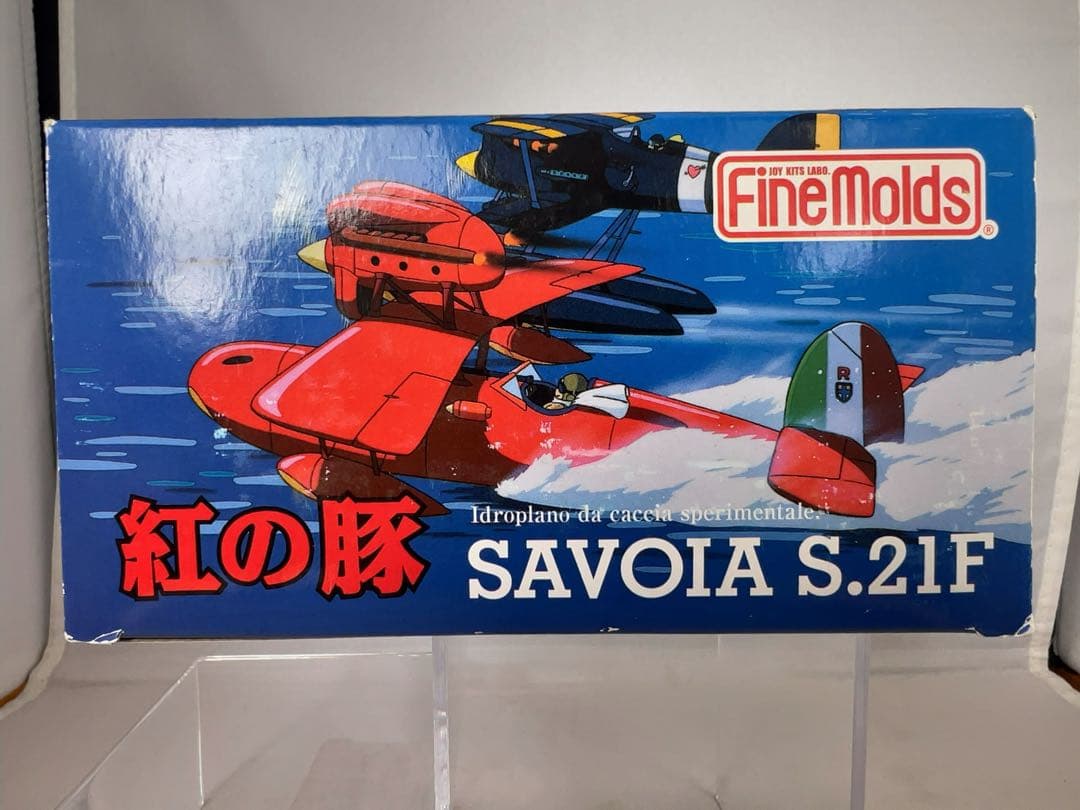 JOY KITS LABO.
FineMolds
®
R
紅の豚
Idroplano da caccia sperimentale.
SAVOIA S.21F